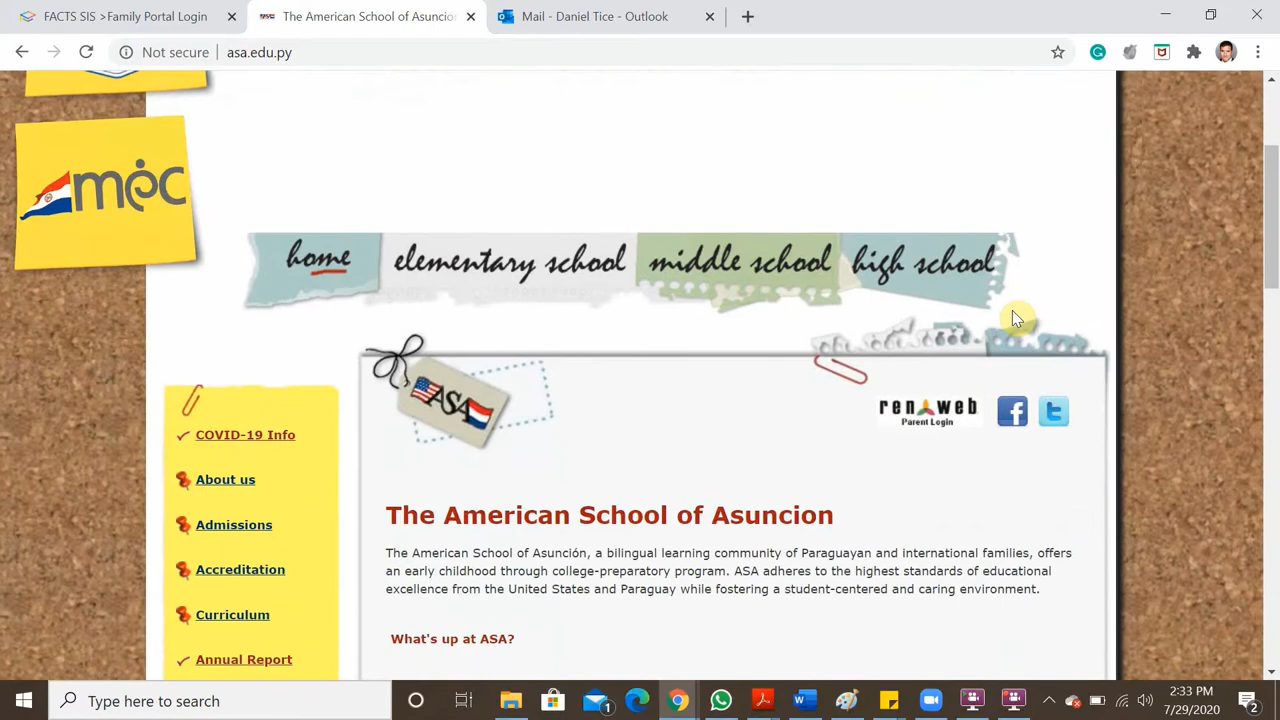 FACTS SIS >Family Portal Login
The American School of Asuncion
Mail - Daniel Tice - Outlook
Not secure
asa.edu.py
mec
home
elementary school
middle school
high school
ASA
renweb
Parent Login
COVID-19 Info
About us
Admissions
Accreditation
Curriculum
Annual Report
The American School of Asuncion
The American School of Asunción, a bilingual learning community of Paraguayan and international families, offers
an early childhood through college-preparatory program. ASA adheres to the highest standards of educational
excellence from the United States and Paraguay while fostering a student-centered and caring environment.
What's up at ASA?
Type here to search
1
2:33 PM
7/29/2020
2